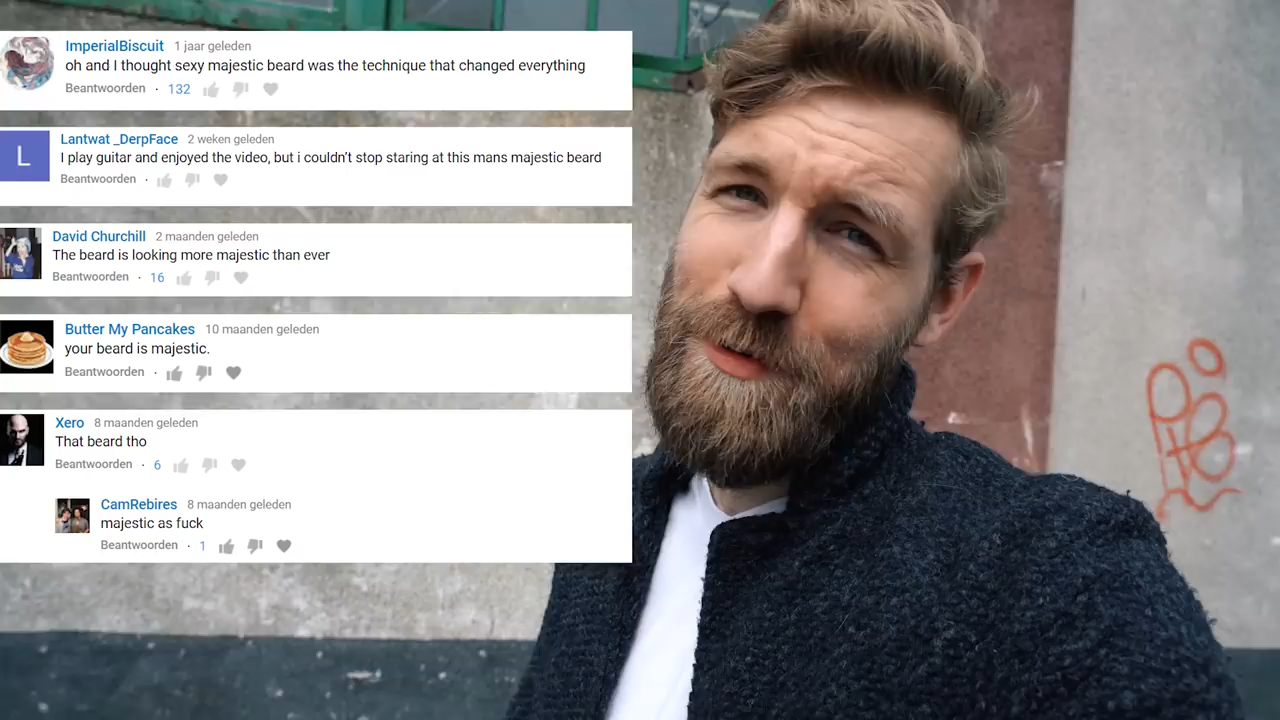 ImperialBiscuit 1 jaar geleden
oh and I thought sexy majestic beard was the technique that changed everything
Beantwoorden · 132
L
Lantwat _DerpFace 2 weken geleden
I play guitar and enjoyed the video, but i couldn't stop staring at this mans majestic beard
Beantwoorden ·
David Churchill 2 maanden geleden
The beard is looking more majestic than ever
Beantwoorden · 16
Butter My Pancakes 10 maanden geleden
your beard is majestic.
Beantwoorden ·
Xero 8 maanden geleden
That beard tho
Beantwoorden · 6
CamRebires 8 maanden geleden
majestic as fuck
Beantwoorden · 1